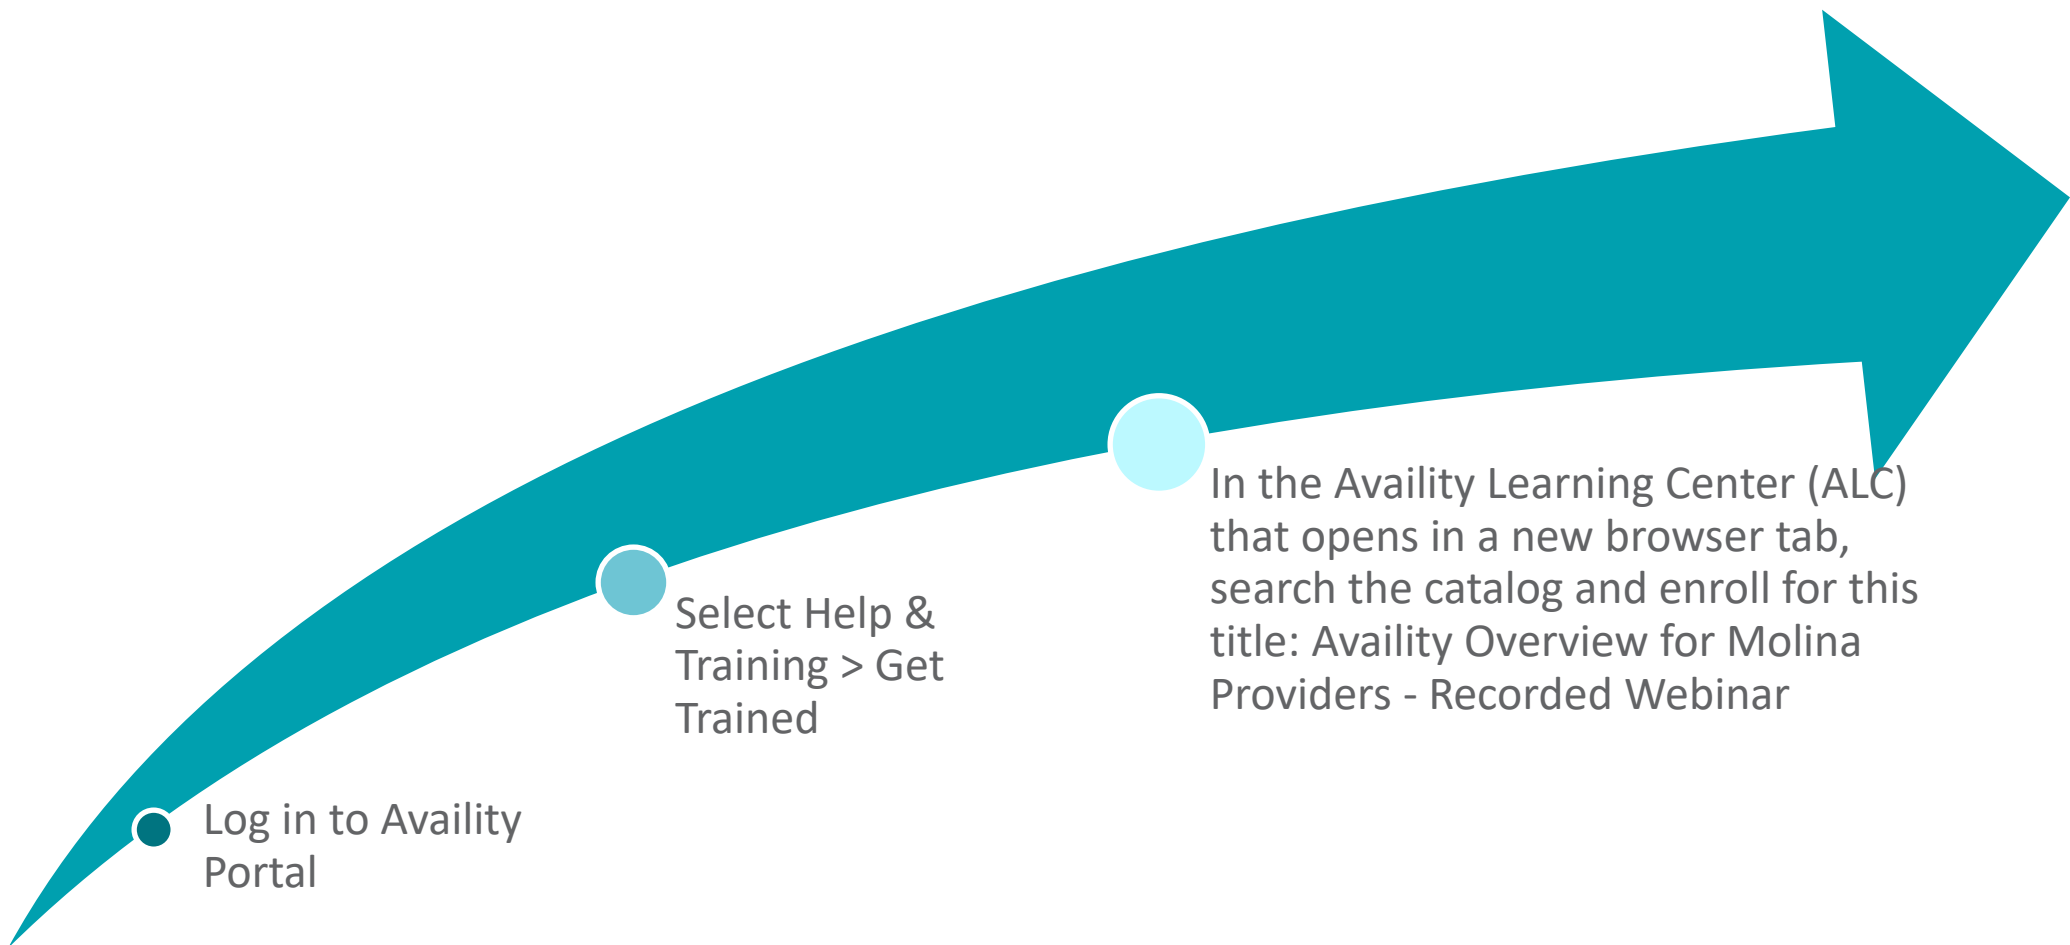 Log in to Availity
Portal
Select Help &
Training > Get
Trained
In the Availity Learning Center (ALC)
that opens in a new browser tab,
search the catalog and enroll for this
title: Availity Overview for Molina
Providers - Recorded Webinar